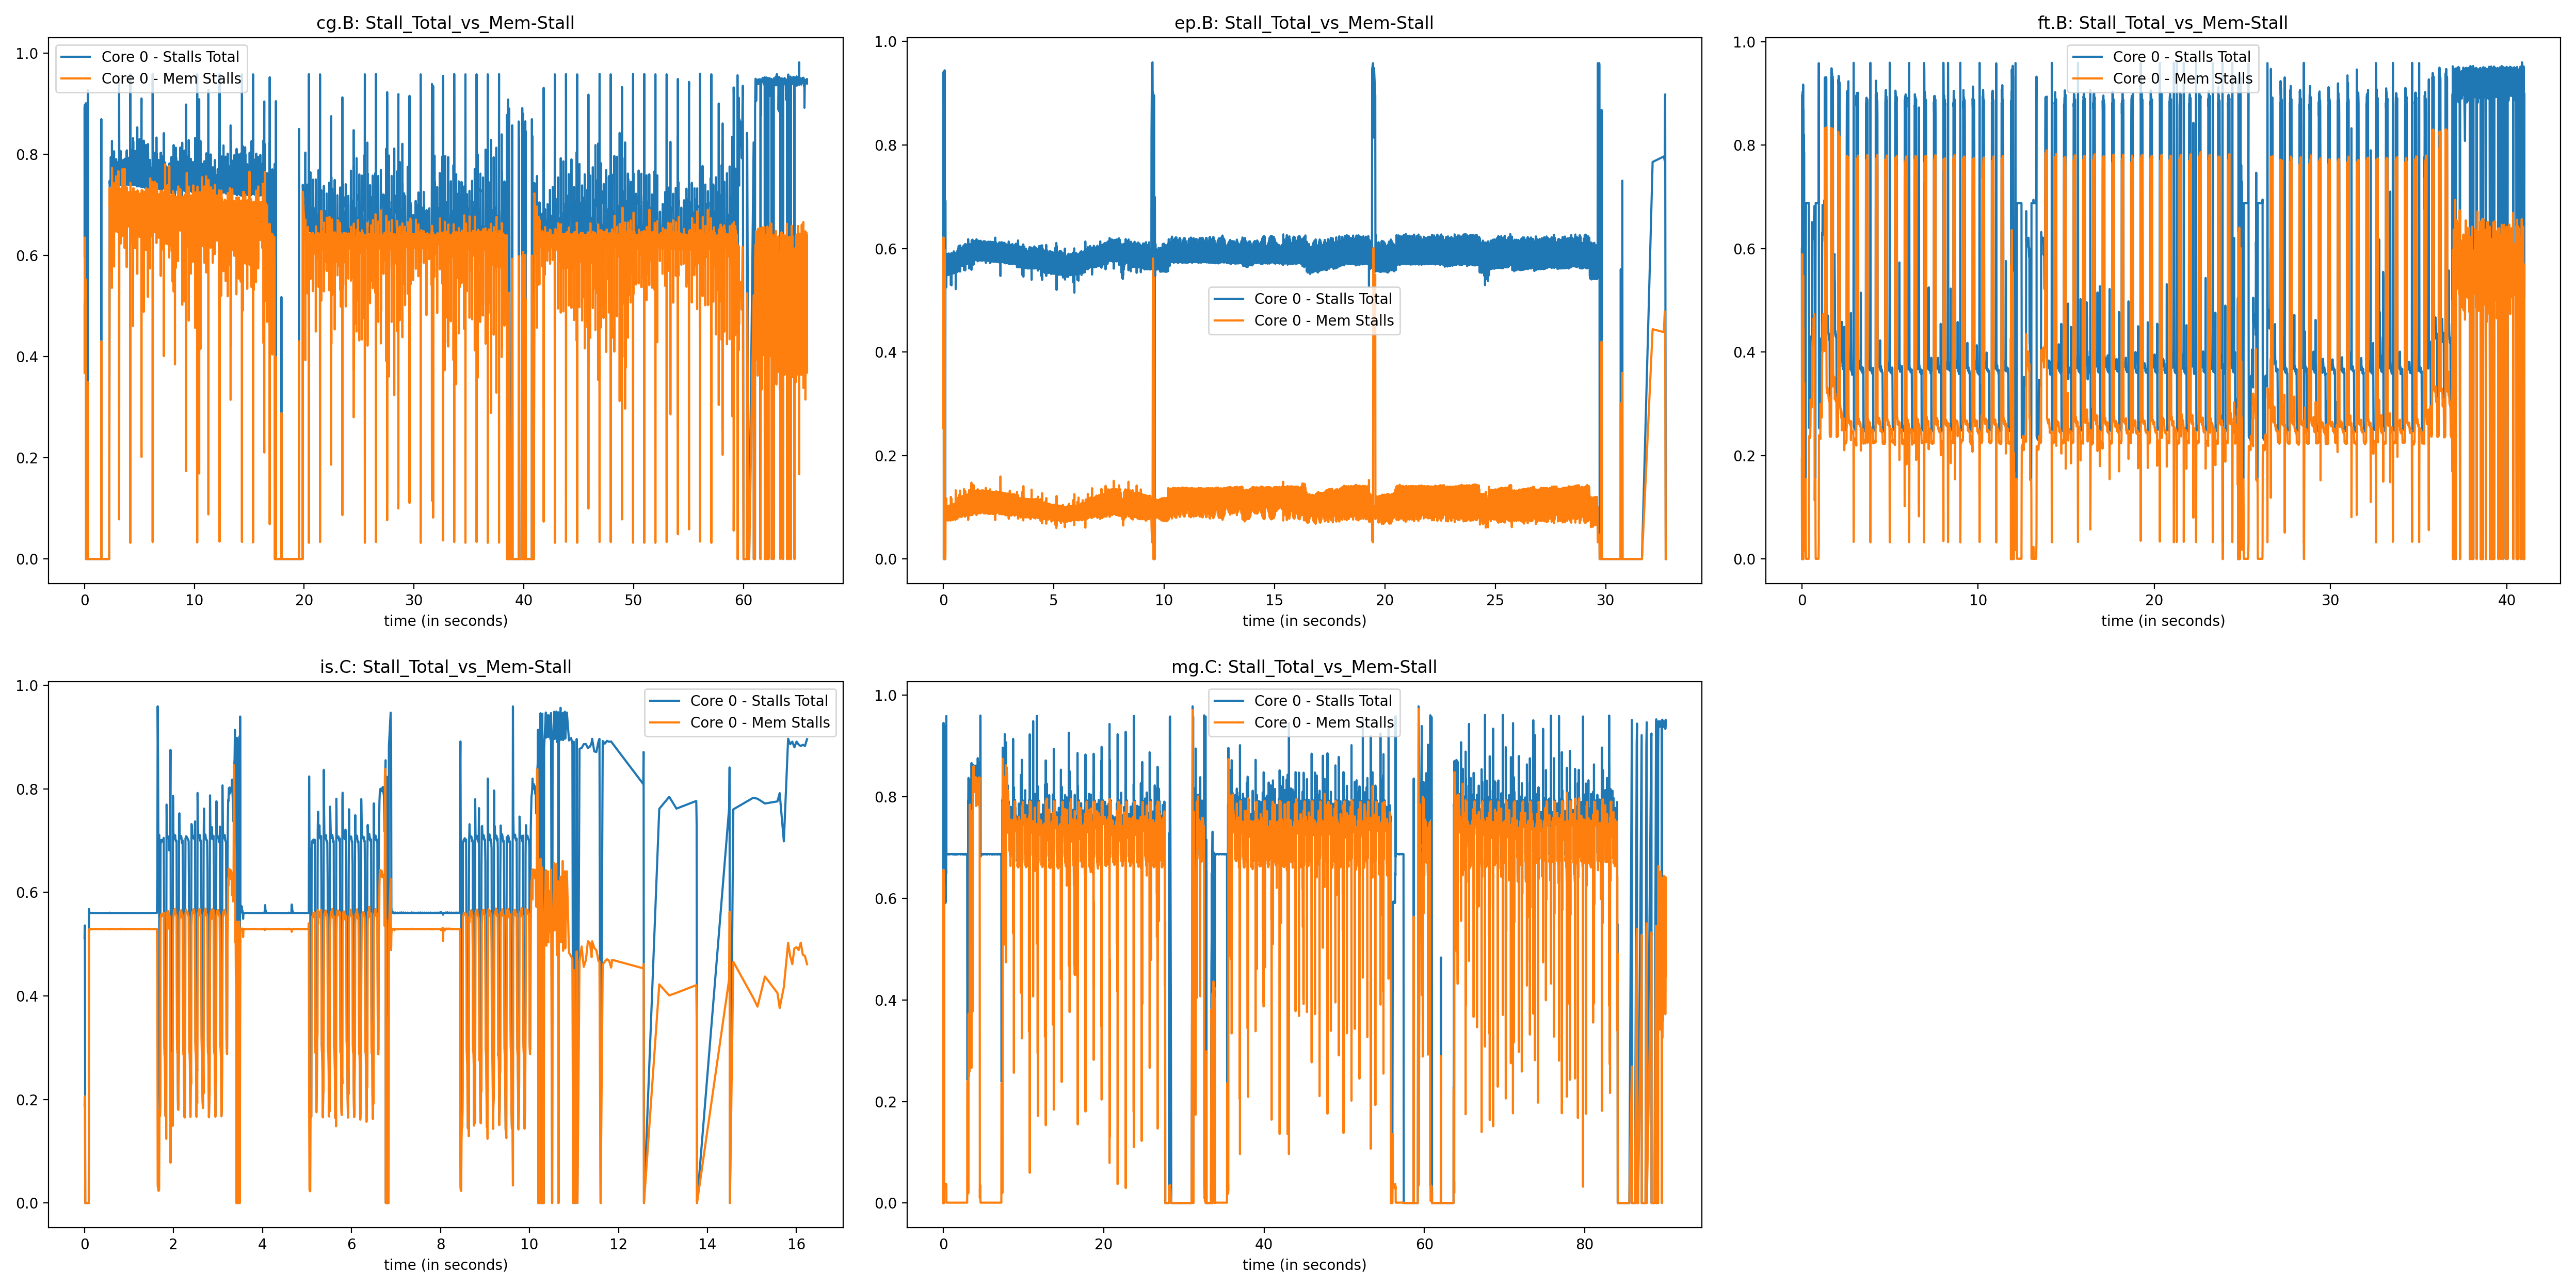 cg.B: Stall_Total_vs_Mem-Stall
Core 0 - Stalls Total
Core 0 - Mem Stalls
1.0
0.8
0.6
0.4
0.2
0.0
0 10 20 30 40 50 60
time (in seconds)
ep.B: Stall_Total_vs_Mem-Stall
1.0
0.8
0.6
0.4
0.2
0.0
Core 0 - Stalls Total
Core 0 - Mem Stalls
0 5 10 15 20 25 30
time (in seconds)
ft.B: Stall_Total_vs_Mem-Stall
Core 0 - Stalls Total
Core 0 - Mem Stalls
1.0
0.8
0.6
0.4
0.2
0.0
0 10 20 30 40
time (in seconds)
is.C: Stall_Total_vs_Mem-Stall
Core 0 - Stalls Total
Core 0 - Mem Stalls
1.0
0.8
0.6
0.4
0.2
0.0
0 2 4 6 8 10 12 14 16
time (in seconds)
mg.C: Stall_Total_vs_Mem-Stall
Core 0 - Stalls Total
Core 0 - Mem Stalls
1.0
0.8
0.6
0.4
0.2
0.0
0 20 40 60 80
time (in seconds)